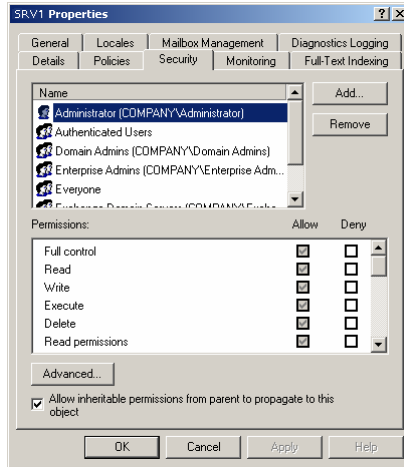 SRV1 Properties
General Locales Mailbox Management Diagnostics Logging
Details Policies Security Monitoring Full-Text Indexing
Name
Add...
Administrator (COMPANY\Administrator)
Authenticated Users
Remove
Domain Admins (COMPANY\Domain Admins)
Enterprise Admins (COMPANY\Enterprise Adm...
Everyone
Permissions: Allow Deny
Full control
Read
Write
Execute
Delete
Read permissions
Advanced...
Allow inheritable permissions from parent to propagate to this
object
OK Cancel Apply Help